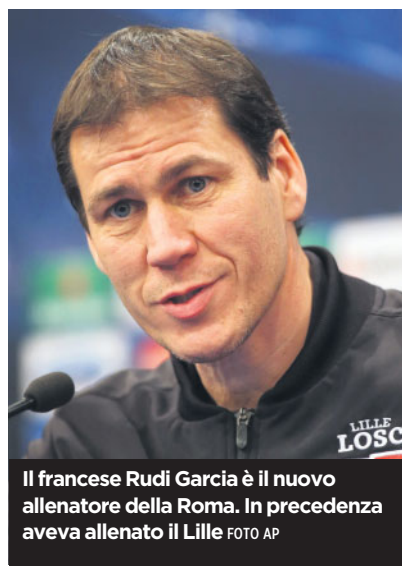 LILLE
LOSC
Il francese Rudi Garcia è il nuovo
allenatore della Roma. In precedenza
aveva allenato il Lille FOTO AP